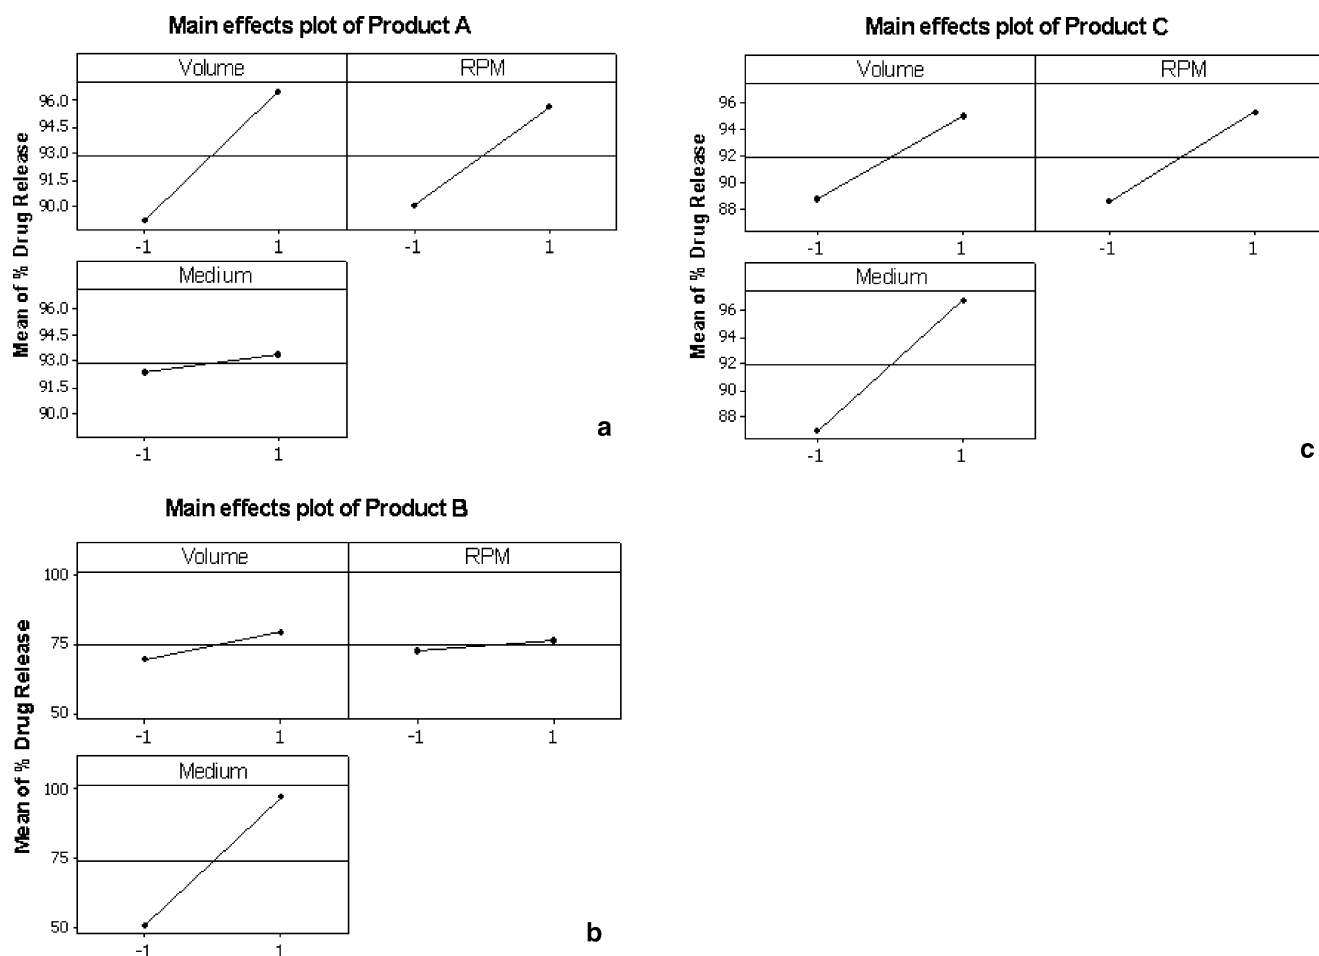 Main effects plot of Product A
Volume RPM
96.0
94.5
93.0
91.5
90.0
-1 1 -1 1
Medium
96.0
94.5
93.0
91.5
90.0
-1 1
Mean of % Drug Release
a
Main effects plot of Product C
Volume RPM
96
94
92
90
88
-1 1 -1 1
Medium
96
94
92
90
88
-1 1
Mean of % Drug Release
c
Main effects plot of Product B
Volume RPM
100
75
50
-1 1 -1 1
Medium
100
75
50
-1 1
Mean of % Drug Release
b